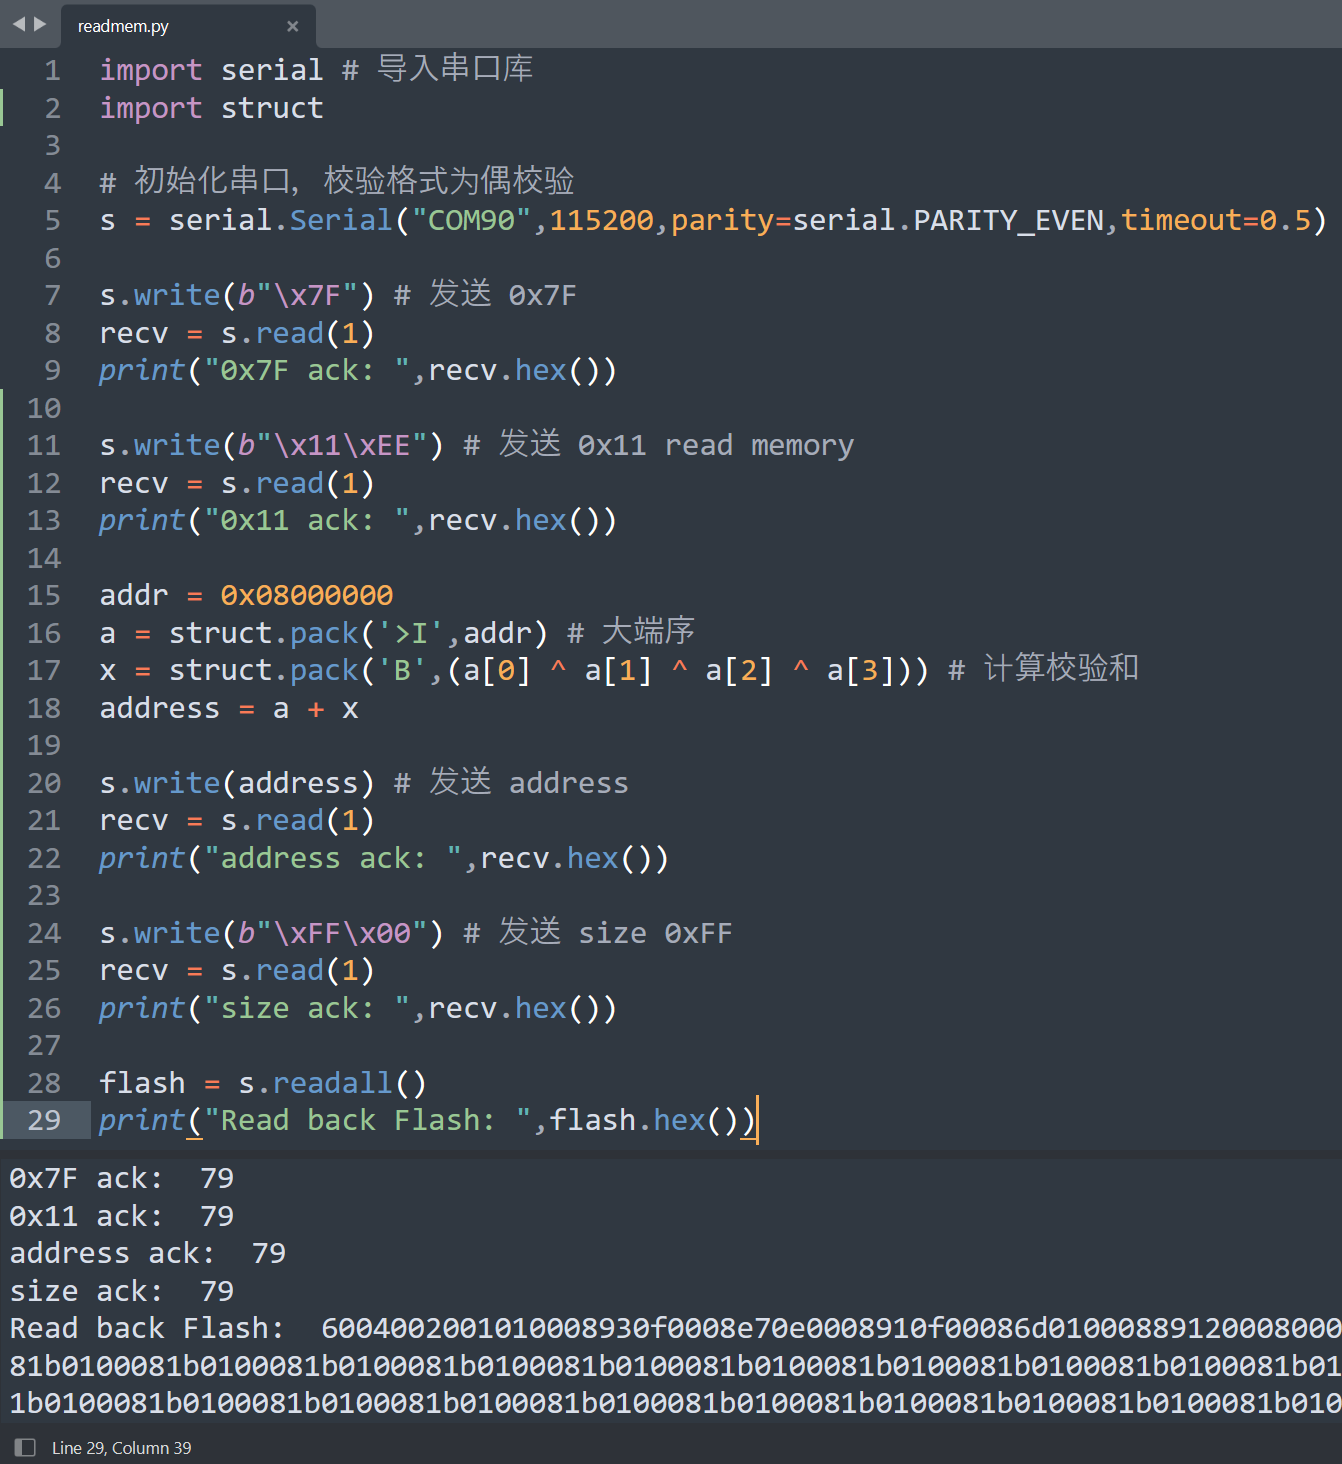 readmem.py
1 import serial # 导入串口库
2 import struct
3
4 # 初始化串口，校验格式为偶校验
5 s = serial.Serial("COM90",115200,parity=serial.PARITY_EVEN,timeout=0.5)
6
7 s.write(b"\x7F") # 发送 0x7F
8 recv = s.read(1)
9 print("0x7F ack: ",recv.hex())
10
11 s.write(b"\x11\xEE") # 发送 0x11 read memory
12 recv = s.read(1)
13 print("0x11 ack: ",recv.hex())
14
15 addr = 0x08000000
16 a = struct.pack('>I',addr) # 大端序
17 x = struct.pack('B',(a[0] ^ a[1] ^ a[2] ^ a[3])) # 计算校验和
18 address = a + x
19
20 s.write(address) # 发送 address
21 recv = s.read(1)
22 print("address ack: ",recv.hex())
23
24 s.write(b"\xFF\x00") # 发送 size 0xFF
25 recv = s.read(1)
26 print("size ack: ",recv.hex())
27
28 flash = s.readall()
29 print("Read back Flash: ",flash.hex())
0x7F ack:  79
0x11 ack:  79
address ack:  79
size ack:  79
Read back Flash:  6004002001010008930f0008e70e0008910f00086d01000889120008000
81b0100081b0100081b0100081b0100081b0100081b0100081b0100081b0100081b0100081b01
1b0100081b0100081b0100081b0100081b0100081b0100081b0100081b0100081b0100081b010
Line 29, Column 39